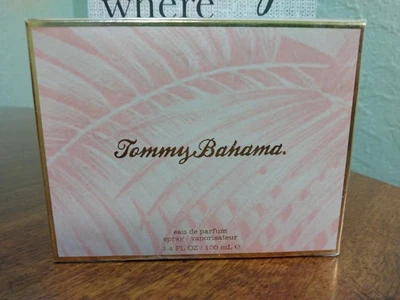 where
Tommy Bahama.
eau de parfum
spray · vaporisateur
3.4 FL OZ / 100 mL ℮